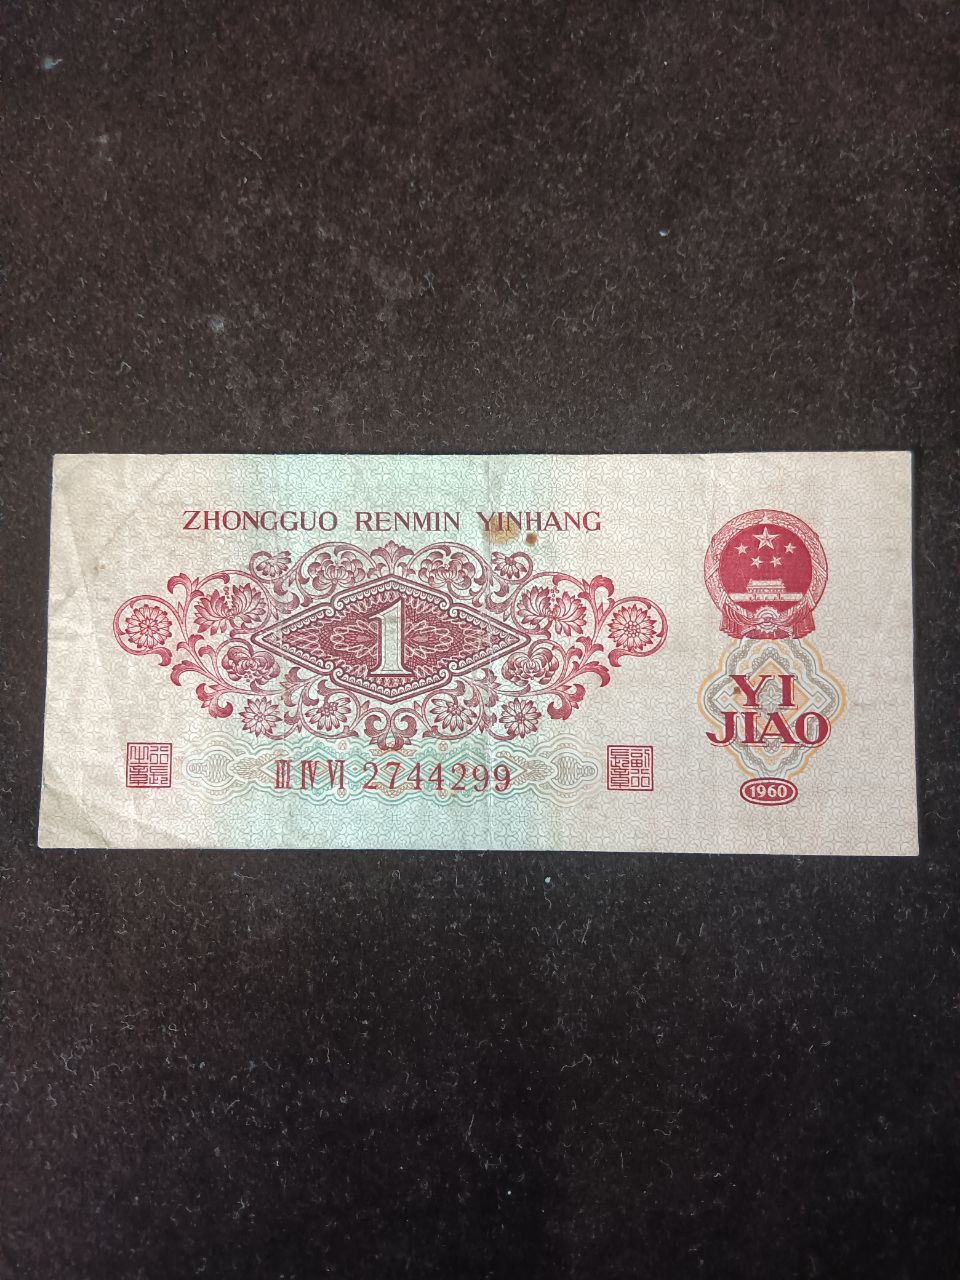 ZHONGGUO RENMIN YINHANG
1
YI
JIAO
III IV VI 2744299
1960